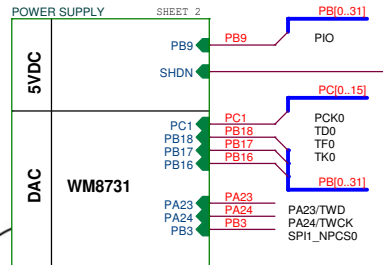 POWER SUPPLY SHEET 2 PB[0..31]
5VDC PB9 PB9 PIO
SHDN
PC[0..15]
PC1 PC1 PCK0
PB18 PB18 TD0
PB17 PB17 TF0
PB16 PB16 TK0
DAC WM8731 PB[0..31]
PA23 PA23 PA23/TWD
PA24 PA24 PA24/TWCK
PB3 PB3 SPI1_NPCS0